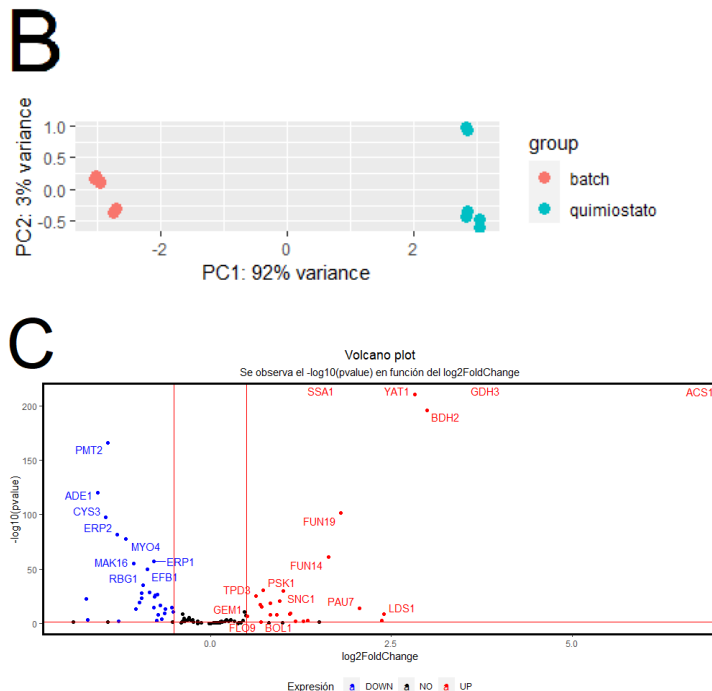 B
PC2: 3% variance
1.0
0.5
0.0
-0.5
-2
0
2
PC1: 92% variance
group
batch
quimiostato
C
Volcano plot
Se observa el -log10(pvalue) en función del log2FoldChange
-log10(pvalue)
200
150
100
50
0
SSA1 YAT1 GDH3 ACS1
BDH2
PMT2
ADE1
CYS3
FUN19
ERP2
MYO4
MAK16 ERP1 FUN14
RBG1 EFB1
TPD3 PSK1
SNC1 PAU7
GEM1 LDS1
FLO9 BOL1
0.0 2.5 5.0
log2FoldChange
Expresión DOWN NO UP